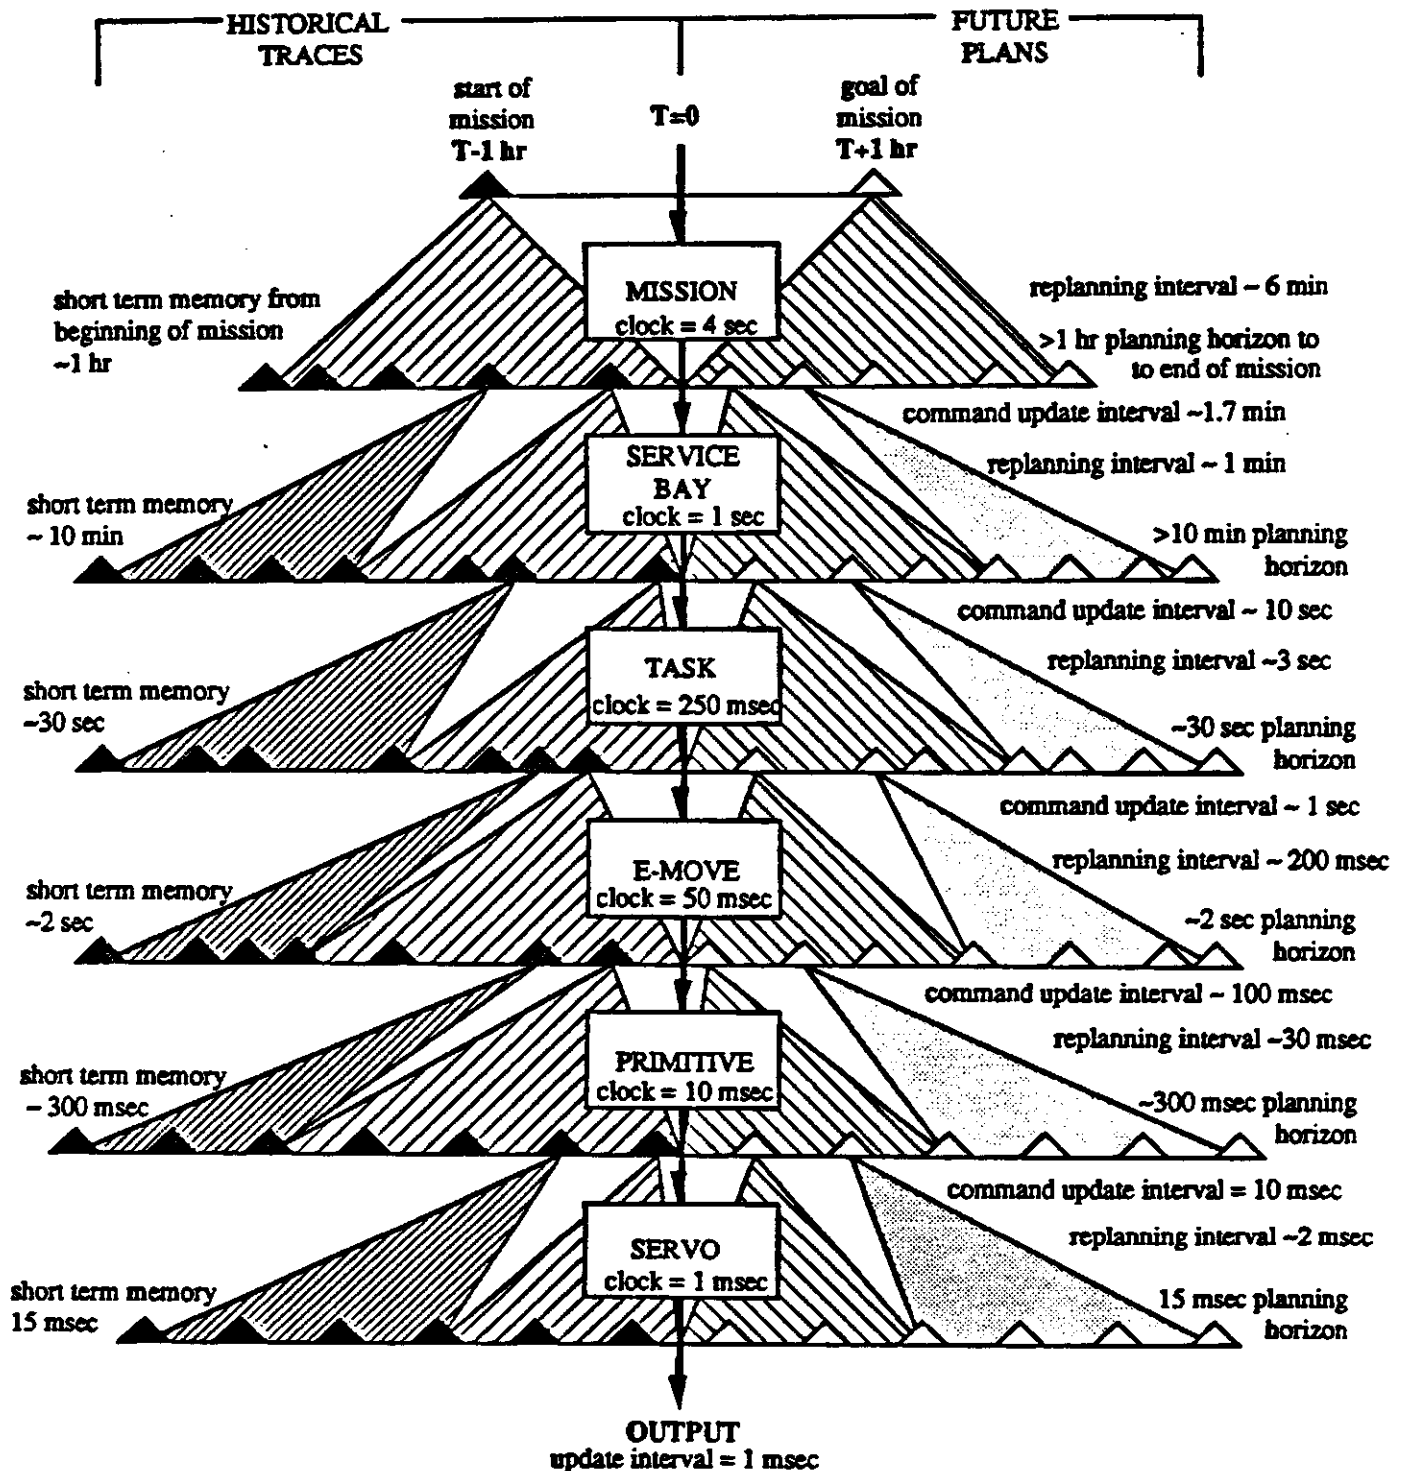 HISTORICAL
TRACES
FUTURE
PLANS
start of
mission
T-1 hr
T=0
goal of
mission
T+1 hr
MISSION
clock = 4 sec
short term memory from
beginning of mission
~1 hr
replanning interval ~ 6 min
>1 hr planning horizon to
to end of mission
command update interval ~1.7 min
SERVICE
BAY
clock = 1 sec
replanning interval ~ 1 min
short term memory
~ 10 min
>10 min planning
horizon
command update interval ~ 10 sec
TASK
clock = 250 msec
replanning interval ~3 sec
short term memory
~30 sec
~30 sec planning
horizon
command update interval ~ 1 sec
E-MOVE
clock = 50 msec
replanning interval ~ 200 msec
short term memory
~2 sec
~2 sec planning
horizon
command update interval ~ 100 msec
PRIMITIVE
clock = 10 msec
replanning interval ~30 msec
short term memory
~ 300 msec
~300 msec planning
horizon
command update interval = 10 msec
SERVO
clock = 1 msec
replanning interval ~2 msec
short term memory
15 msec
15 msec planning
horizon
OUTPUT
update interval = 1 msec